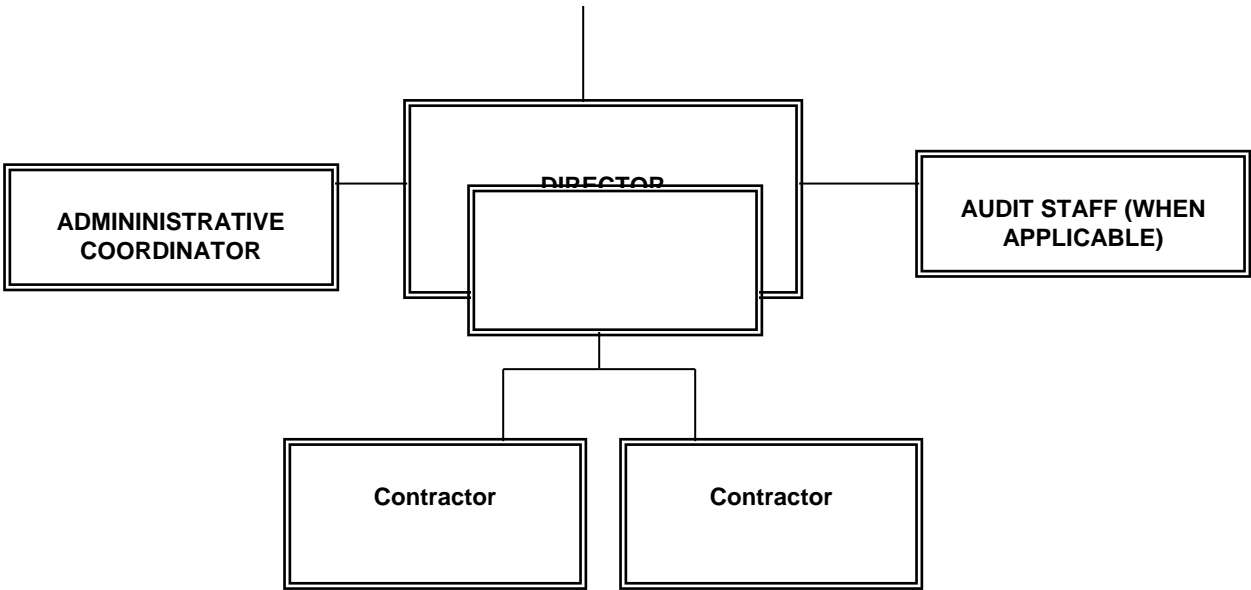 DIRECTOR
ADMININISTRATIVE
COORDINATOR
AUDIT STAFF (WHEN
APPLICABLE)
Contractor
Contractor